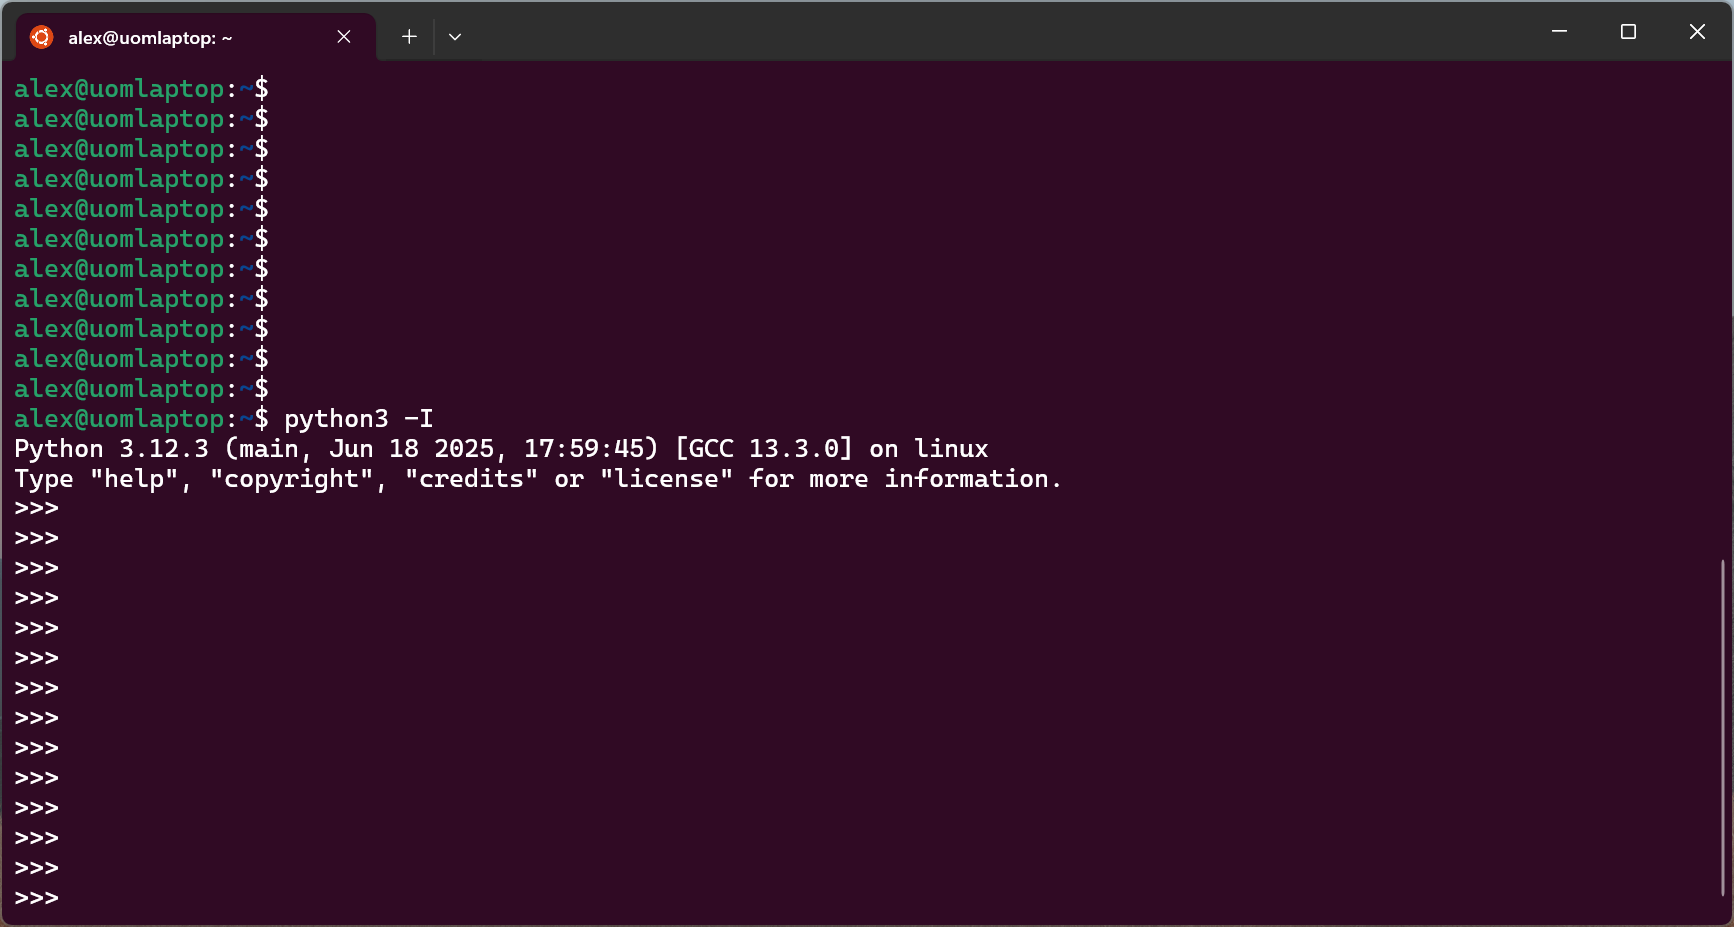 alex@uomlaptop: ~
alex@uomlaptop:~$
alex@uomlaptop:~$
alex@uomlaptop:~$
alex@uomlaptop:~$
alex@uomlaptop:~$
alex@uomlaptop:~$
alex@uomlaptop:~$
alex@uomlaptop:~$
alex@uomlaptop:~$
alex@uomlaptop:~$
alex@uomlaptop:~$
alex@uomlaptop:~$ python3 -I
Python 3.12.3 (main, Jun 18 2025, 17:59:45) [GCC 13.3.0] on linux
Type "help", "copyright", "credits" or "license" for more information.
>>>
>>>
>>>
>>>
>>>
>>>
>>>
>>>
>>>
>>>
>>>
>>>
>>>
>>>